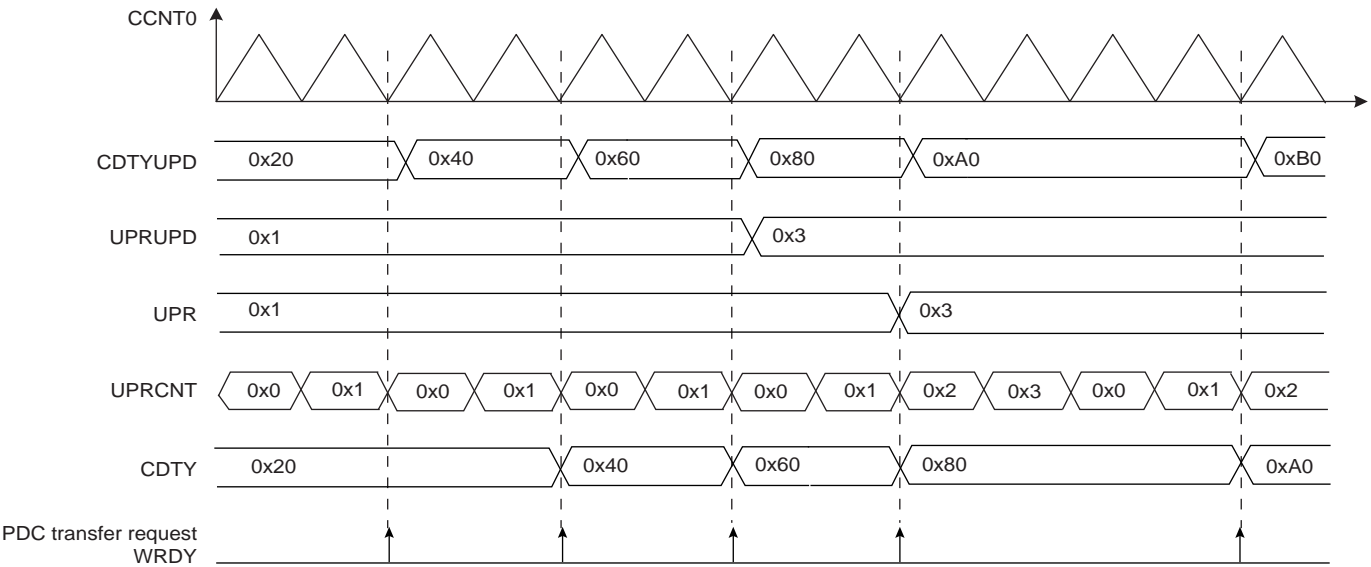 CCNT0
CDTYUPD 0x20 0x40 0x60 0x80 0xA0 0xB0
UPRUPD 0x1 0x3
UPR 0x1 0x3
UPRCNT 0x0 0x1 0x0 0x1 0x0 0x1 0x0 0x1 0x2 0x3 0x0 0x1 0x2
CDTY 0x20 0x40 0x60 0x80 0xA0
PDC transfer request
WRDY